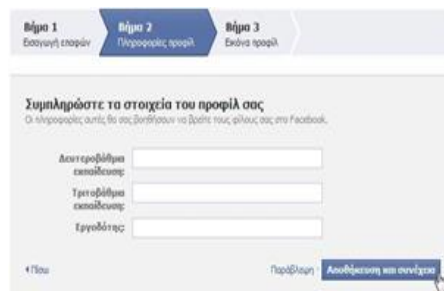 Βήμα 1
Εισαγωγή επαφών
Βήμα 2
Πληροφορίες προφίλ
Βήμα 3
Εικόνα προφίλ
Συμπληρώστε τα στοιχεία του προφίλ σας
Οι πληροφορίες αυτές θα σας βοηθήσουν να βρείτε τους φίλους σας στο Facebook.
Δευτεροβάθμια
εκπαίδευση:
Τριτοβάθμια
εκπαίδευση:
Εργοδότης:
Πίσω
Παράβλεψη · Αποθήκευση και συνέχεια